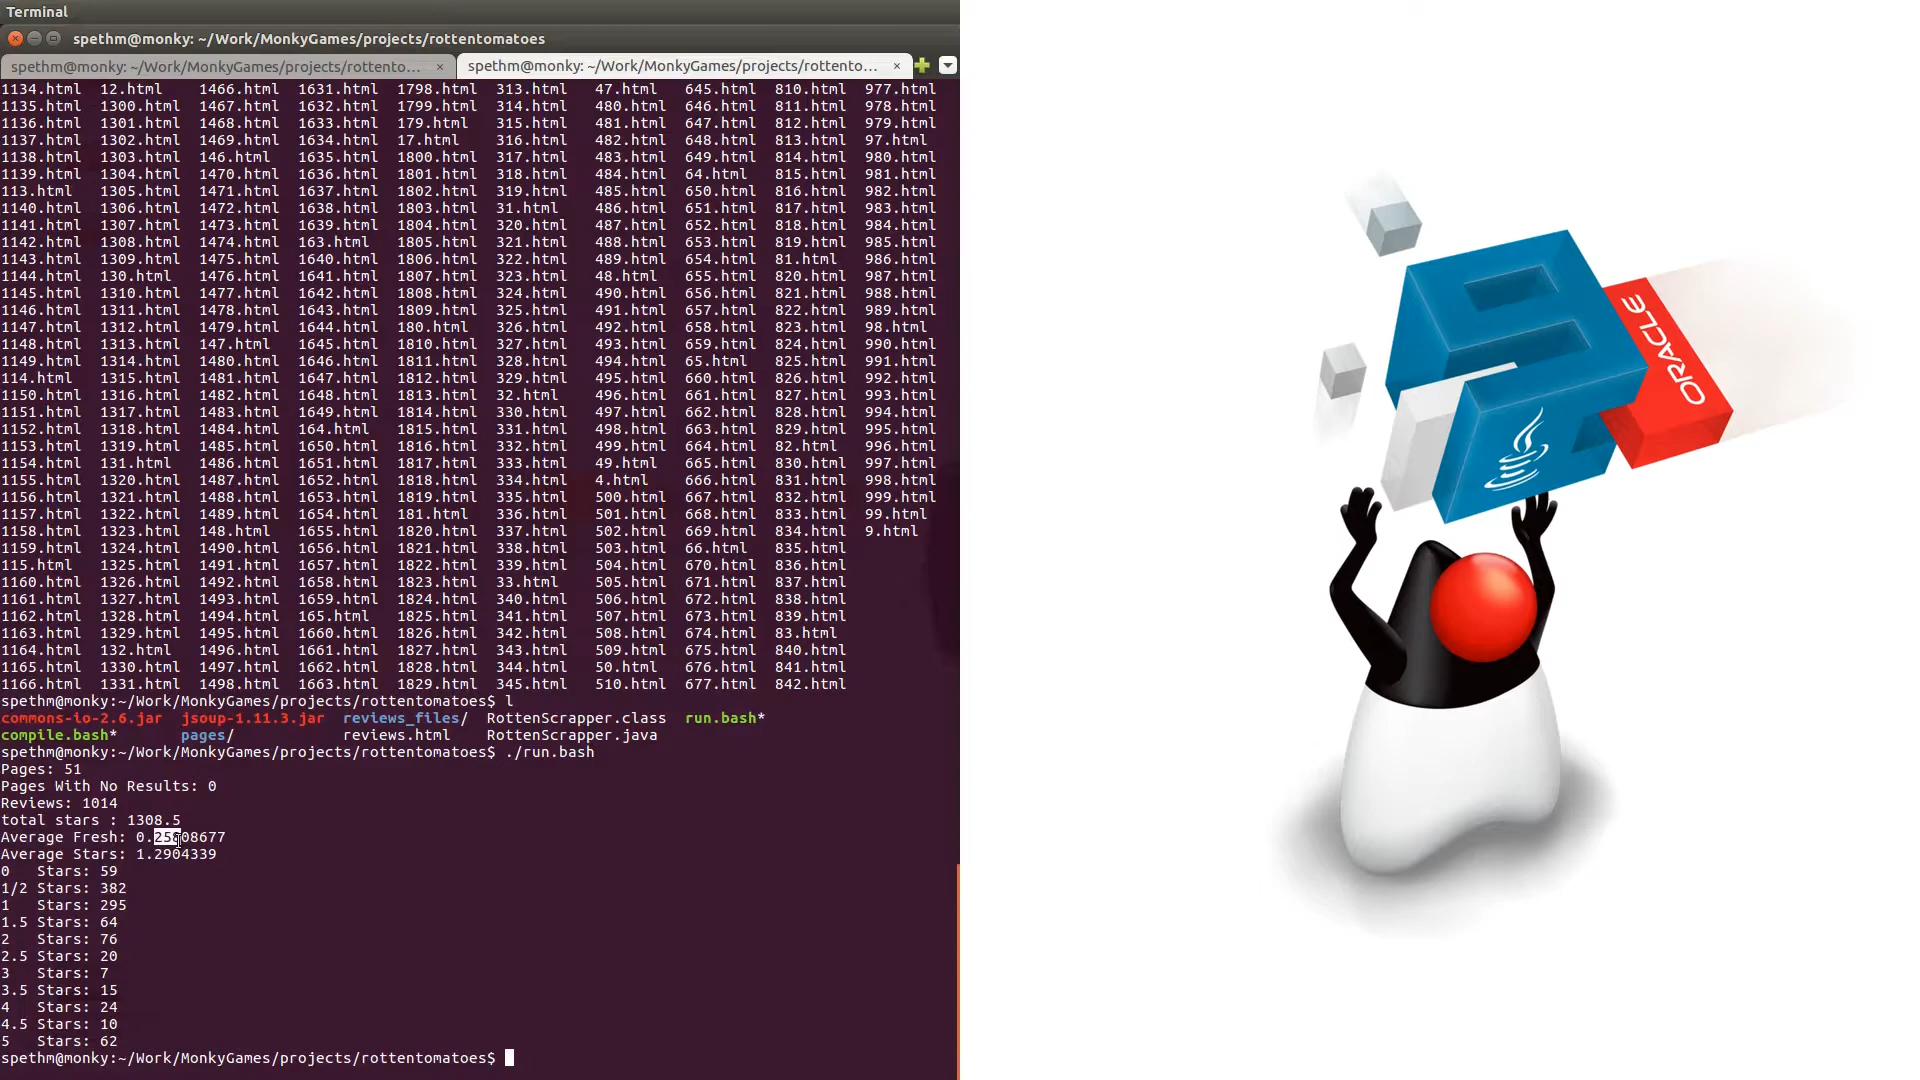 Terminal
spethm@monky: ~/Work/MonkyGames/projects/rottentomatoes
spethm@monky: ~/Work/MonkyGames/projects/rottento... ×  spethm@monky: ~/Work/MonkyGames/projects/rottento... ×
1134.html 12.html 1466.html 1631.html 1798.html 313.html 47.html 645.html 810.html 977.html
1135.html 1300.html 1467.html 1632.html 1799.html 314.html 480.html 646.html 811.html 978.html
1136.html 1301.html 1468.html 1633.html 179.html 315.html 481.html 647.html 812.html 979.html
1137.html 1302.html 1469.html 1634.html 17.html 316.html 482.html 648.html 813.html 97.html
1138.html 1303.html 146.html 1635.html 1800.html 317.html 483.html 649.html 814.html 980.html
1139.html 1304.html 1470.html 1636.html 1801.html 318.html 484.html 64.html 815.html 981.html
113.html 1305.html 1471.html 1637.html 1802.html 319.html 485.html 650.html 816.html 982.html
1140.html 1306.html 1472.html 1638.html 1803.html 31.html 486.html 651.html 817.html 983.html
1141.html 1307.html 1473.html 1639.html 1804.html 320.html 487.html 652.html 818.html 984.html
1142.html 1308.html 1474.html 163.html 1805.html 321.html 488.html 653.html 819.html 985.html
1143.html 1309.html 1475.html 1640.html 1806.html 322.html 489.html 654.html 81.html 986.html
1144.html 130.html 1476.html 1641.html 1807.html 323.html 48.html 655.html 820.html 987.html
1145.html 1310.html 1477.html 1642.html 1808.html 324.html 490.html 656.html 821.html 988.html
1146.html 1311.html 1478.html 1643.html 1809.html 325.html 491.html 657.html 822.html 989.html
1147.html 1312.html 1479.html 1644.html 180.html 326.html 492.html 658.html 823.html 98.html
1148.html 1313.html 147.html 1645.html 1810.html 327.html 493.html 659.html 824.html 990.html
1149.html 1314.html 1480.html 1646.html 1811.html 328.html 494.html 65.html 825.html 991.html
114.html 1315.html 1481.html 1647.html 1812.html 329.html 495.html 660.html 826.html 992.html
1150.html 1316.html 1482.html 1648.html 1813.html 32.html 496.html 661.html 827.html 993.html
1151.html 1317.html 1483.html 1649.html 1814.html 330.html 497.html 662.html 828.html 994.html
1152.html 1318.html 1484.html 164.html 1815.html 331.html 498.html 663.html 829.html 995.html
1153.html 1319.html 1485.html 1650.html 1816.html 332.html 499.html 664.html 82.html 996.html
1154.html 131.html 1486.html 1651.html 1817.html 333.html 49.html 665.html 830.html 997.html
1155.html 1320.html 1487.html 1652.html 1818.html 334.html 4.html 666.html 831.html 998.html
1156.html 1321.html 1488.html 1653.html 1819.html 335.html 500.html 667.html 832.html 999.html
1157.html 1322.html 1489.html 1654.html 181.html 336.html 501.html 668.html 833.html 99.html
1158.html 1323.html 148.html 1655.html 1820.html 337.html 502.html 669.html 834.html 9.html
1159.html 1324.html 1490.html 1656.html 1821.html 338.html 503.html 66.html 835.html
115.html 1325.html 1491.html 1657.html 1822.html 339.html 504.html 670.html 836.html
1160.html 1326.html 1492.html 1658.html 1823.html 33.html 505.html 671.html 837.html
1161.html 1327.html 1493.html 1659.html 1824.html 340.html 506.html 672.html 838.html
1162.html 1328.html 1494.html 165.html 1825.html 341.html 507.html 673.html 839.html
1163.html 1329.html 1495.html 1660.html 1826.html 342.html 508.html 674.html 83.html
1164.html 132.html 1496.html 1661.html 1827.html 343.html 509.html 675.html 840.html
1165.html 1330.html 1497.html 1662.html 1828.html 344.html 50.html 676.html 841.html
1166.html 1331.html 1498.html 1663.html 1829.html 345.html 510.html 677.html 842.html
spethm@monky:~/Work/MonkyGames/projects/rottentomatoes$ l
commons-io-2.6.jar jsoup-1.11.3.jar reviews_files/ RottenScrapper.class run.bash*
compile.bash* pages/ reviews.html RottenScrapper.java
spethm@monky:~/Work/MonkyGames/projects/rottentomatoes$ ./run.bash
Pages: 51
Pages With No Results: 0
Reviews: 1014
total stars : 1308.5
Average Fresh: 0.25808677
Average Stars: 1.2904339
0 Stars: 59
1/2 Stars: 382
1 Stars: 295
1.5 Stars: 64
2 Stars: 76
2.5 Stars: 20
3 Stars: 7
3.5 Stars: 15
4 Stars: 24
4.5 Stars: 10
5 Stars: 62
spethm@monky:~/Work/MonkyGames/projects/rottentomatoes$
ORACLE